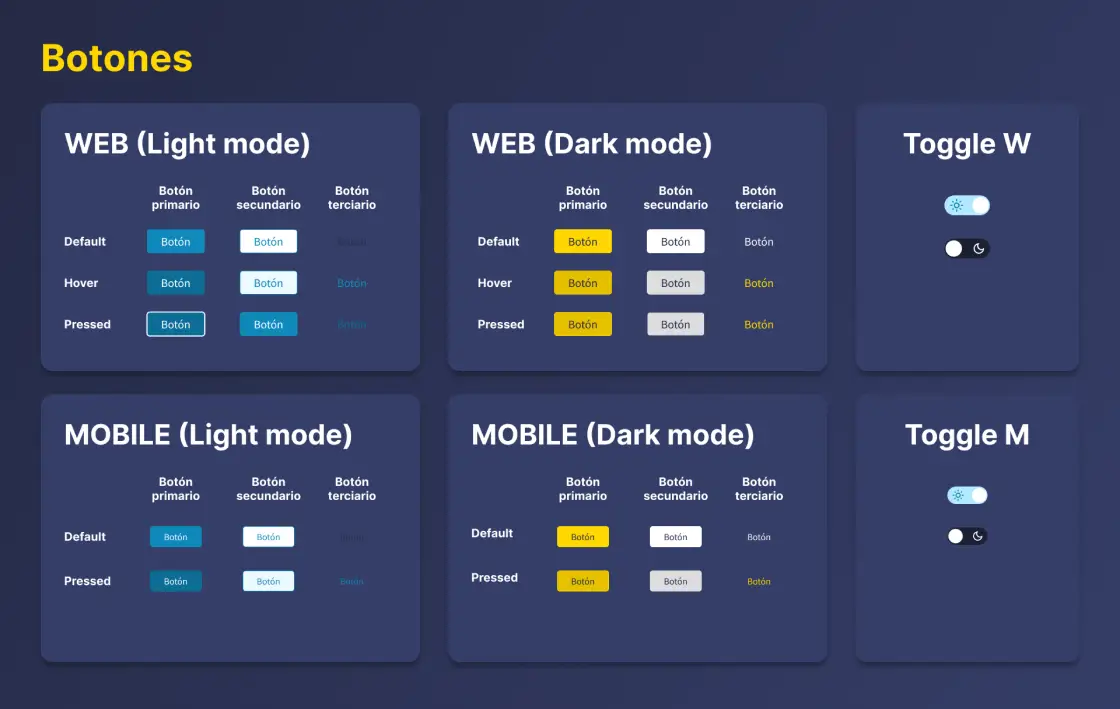 Botones
WEB (Light mode)
Botón primario
Botón secundario
Botón terciario
Default
Botón
Botón
Botón
Hover
Botón
Botón
Botón
Pressed
Botón
Botón
Botón
WEB (Dark mode)
Botón primario
Botón secundario
Botón terciario
Default
Botón
Botón
Botón
Hover
Botón
Botón
Botón
Pressed
Botón
Botón
Botón
Toggle W
MOBILE (Light mode)
Botón primario
Botón secundario
Botón terciario
Default
Botón
Botón
Botón
Pressed
Botón
Botón
Botón
MOBILE (Dark mode)
Botón primario
Botón secundario
Botón terciario
Default
Botón
Botón
Botón
Pressed
Botón
Botón
Botón
Toggle M